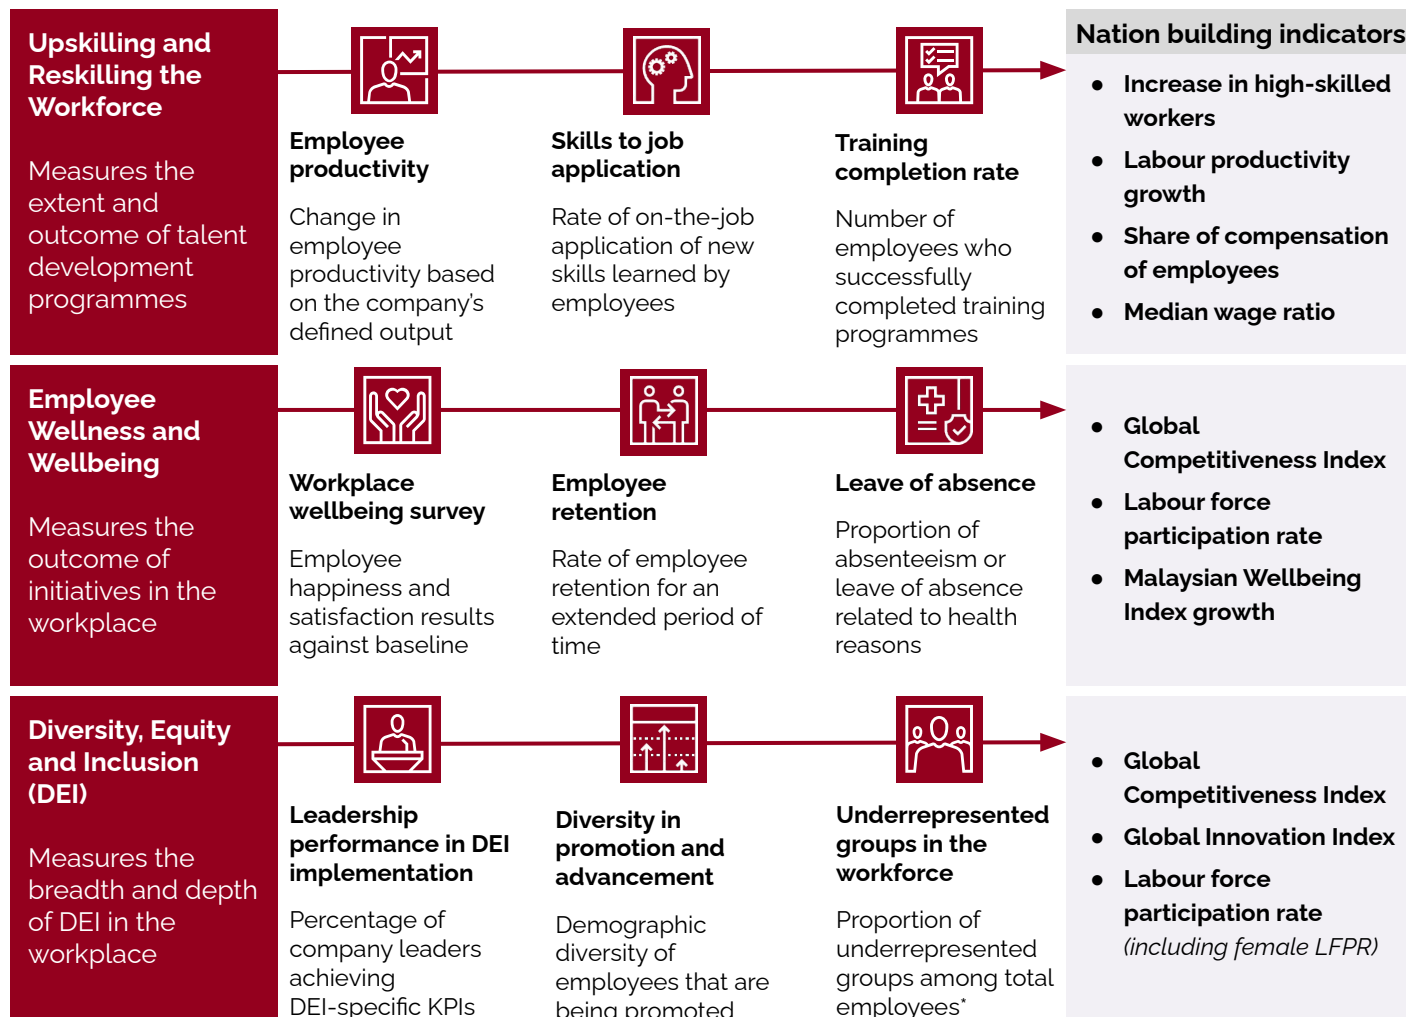 Upskilling and
Reskilling the
Workforce
Measures the
extent and
outcome of talent
development
programmes
Employee
productivity
Change in
employee
productivity based
on the company’s
defined output
Skills to job
application
Rate of on-the-job
application of new
skills learned by
employees
Training
completion rate
Number of
employees who
successfully
completed training
programmes
Nation building indicators
● Increase in high-skilled
workers
● Labour productivity
growth
● Share of compensation
of employees
● Median wage ratio
Employee
Wellness and
Wellbeing
Measures the
outcome of
initiatives in the
workplace
Workplace
wellbeing survey
Employee
happiness and
satisfaction results
against baseline
Employee
retention
Rate of employee
retention for an
extended period of
time
Leave of absence
Proportion of
absenteeism or
leave of absence
related to health
reasons
● Global
Competitiveness Index
● Labour force
participation rate
● Malaysian Wellbeing
Index growth
Diversity, Equity
and Inclusion
(DEI)
Measures the
breadth and depth
of DEI in the
workplace
Leadership
performance in DEI
implementation
Percentage of
company leaders
achieving
DEI-specific KPIs
Diversity in
promotion and
advancement
Demographic
diversity of
employees that are
being promoted
Underrepresented
groups in the
workforce
Proportion of
underrepresented
groups among total
employees*
● Global
Competitiveness Index
● Global Innovation Index
● Labour force
participation rate
(including female LFPR)